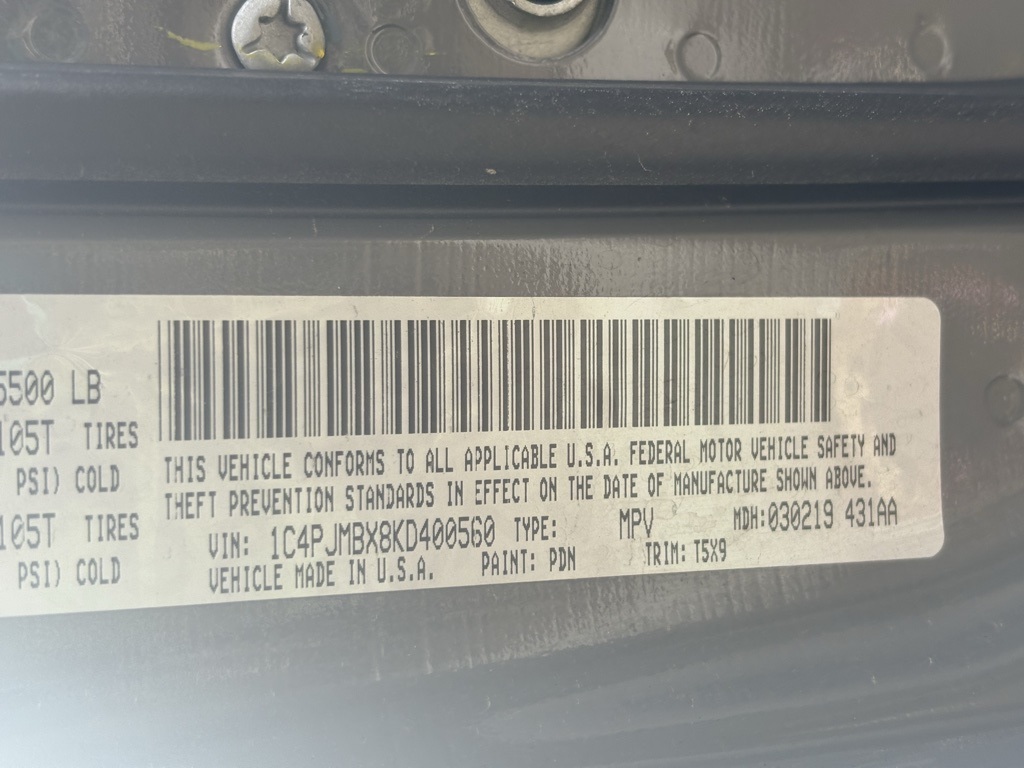 5500 LB
105T TIRES
PSI) COLD
105T TIRES
PSI) COLD
THIS VEHICLE CONFORMS TO ALL APPLICABLE U.S.A. FEDERAL MOTOR VEHICLE SAFETY AND
THEFT PREVENTION STANDARDS IN EFFECT ON THE DATE OF MANUFACTURE SHOWN ABOVE.
VIN: 1C4PJMBX8KD400560 TYPE: MPV MDH:030219 431AA
VEHICLE MADE IN U.S.A. PAINT: PDN TRIM: T5X9